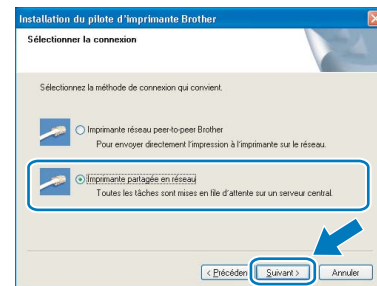 Installation du pilote d'imprimante Brother
Sélectionner la connexion
Sélectionnez la méthode de connexion qui convient.
Imprimante réseau peer-to-peer Brother
Pour envoyer directement l'impression à l'imprimante sur le réseau.
Imprimante partagée en réseau
Toutes les tâches sont mises en file d'attente sur un serveur central.
< Précéden Suivant > Annuler